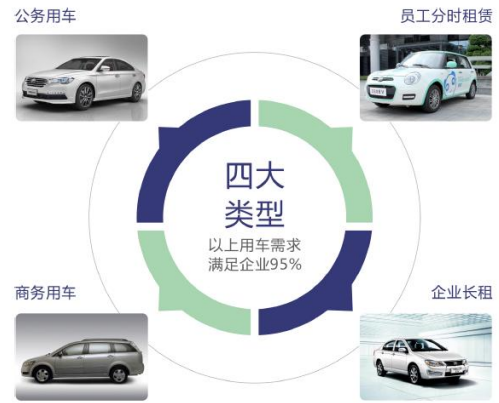 公务用车
员工分时租赁
四大
类型
以上用车需求
满足企业95%
商务用车
企业长租